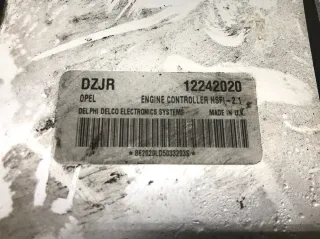 DZJR 12242020
OPEL ENGINE CONTROLLER HSFI-2.1
DELPHI DELCO ELECTRONICS SYSTEMS MADE IN U.K.